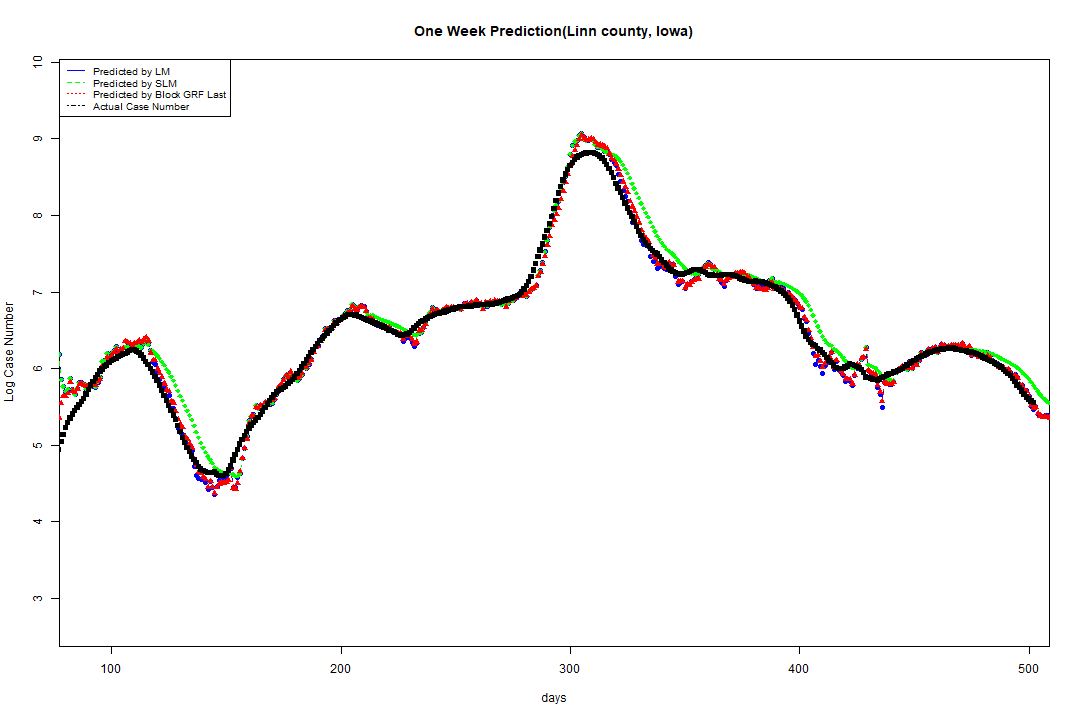 One Week Prediction(Linn county, Iowa)
Predicted by LM
Predicted by SLM
Predicted by Block GRF Last
Actual Case Number
10
9
8
7
6
5
4
3
Log Case Number
100 200 300 400 500
days